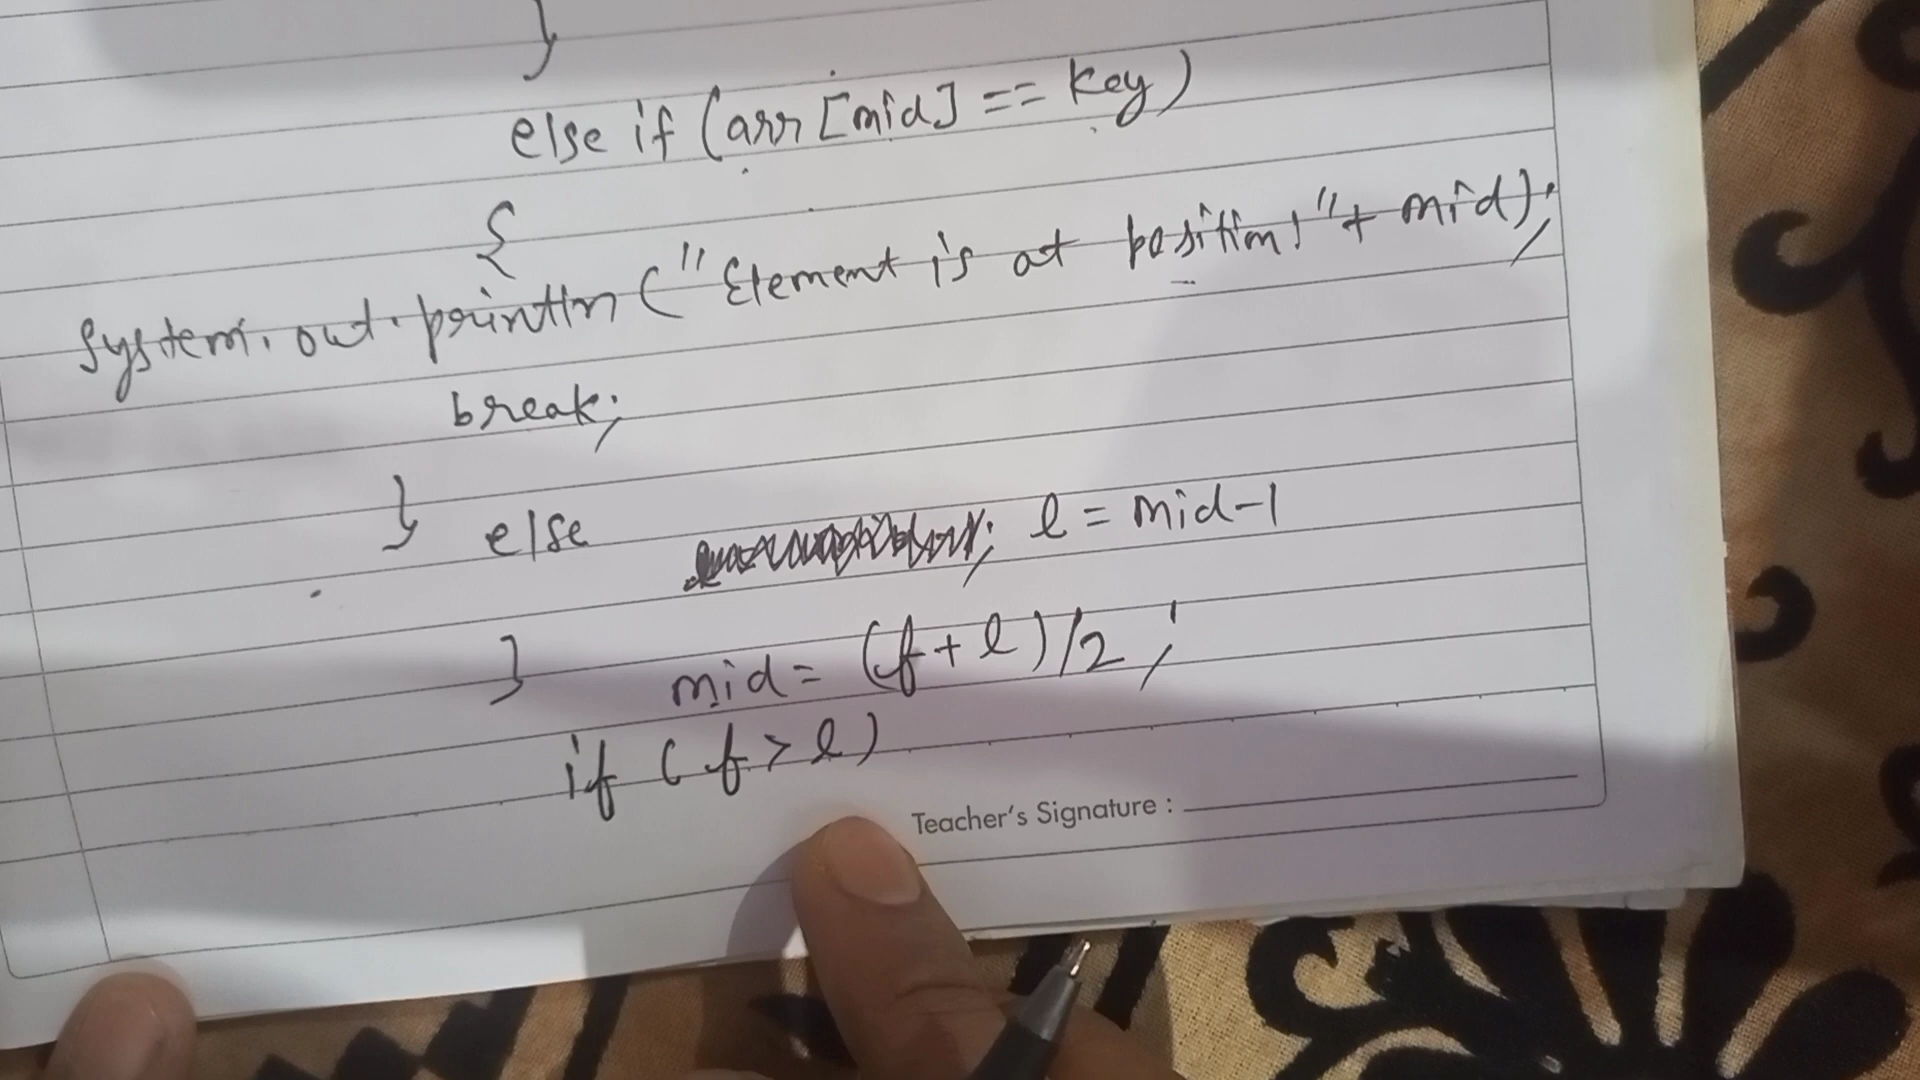 }
else if (arr[mid] == key)
{
System.out.println("Element is at position!"+ mid);
break;
} else ; l = mid-1
} mid = (f+l)/2;
if (f>l)
Teacher's Signature :